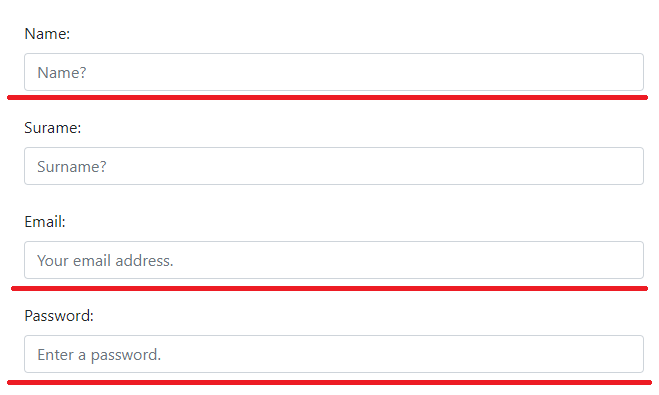 Name:
Name?
Surame:
Surname?
Email:
Your email address.
Password:
Enter a password.